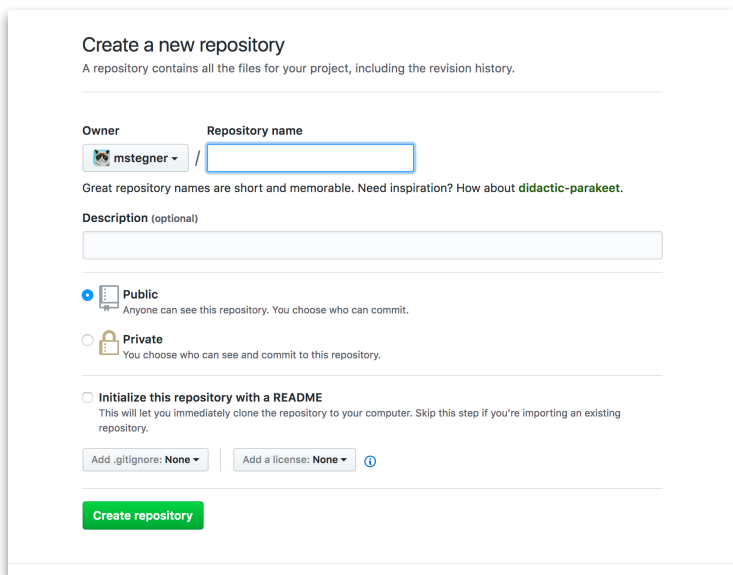 Create a new repository
A repository contains all the files for your project, including the revision history.
Owner
Repository name
mstegner
/
Great repository names are short and memorable. Need inspiration? How about didactic-parakeet.
Description (optional)
Public
Anyone can see this repository. You choose who can commit.
Private
You choose who can see and commit to this repository.
Initialize this repository with a README
This will let you immediately clone the repository to your computer. Skip this step if you're importing an existing
repository.
Add .gitignore: None
Add a license: None
Create repository